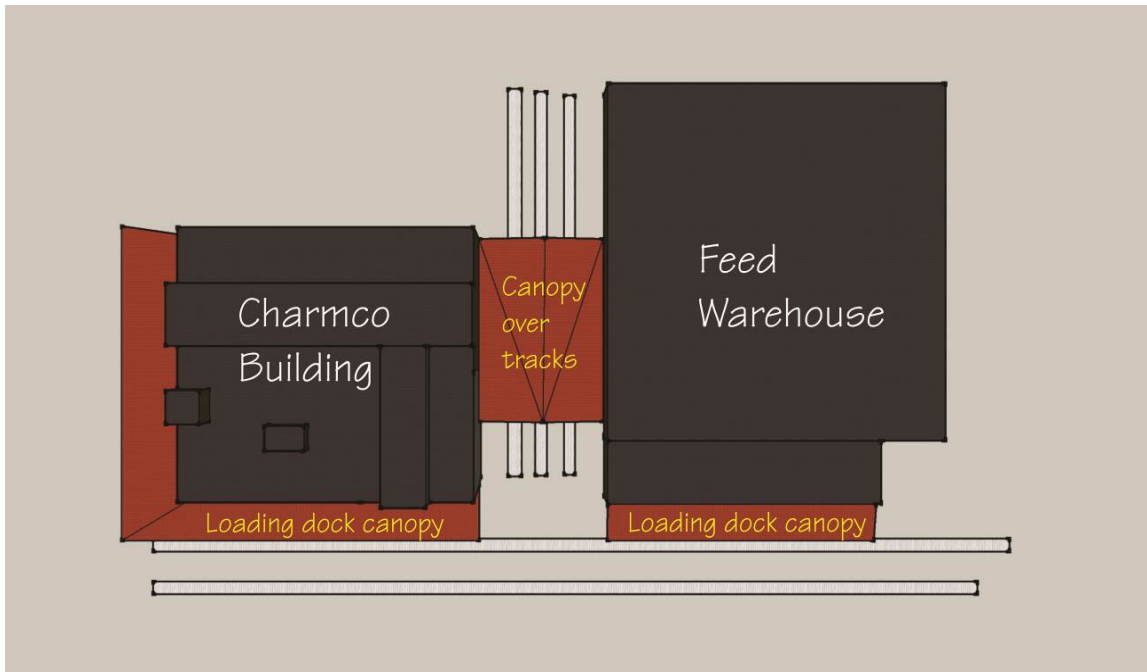 Charmco
Building
Canopy
over
tracks
Feed
Warehouse
Loading dock canopy
Loading dock canopy